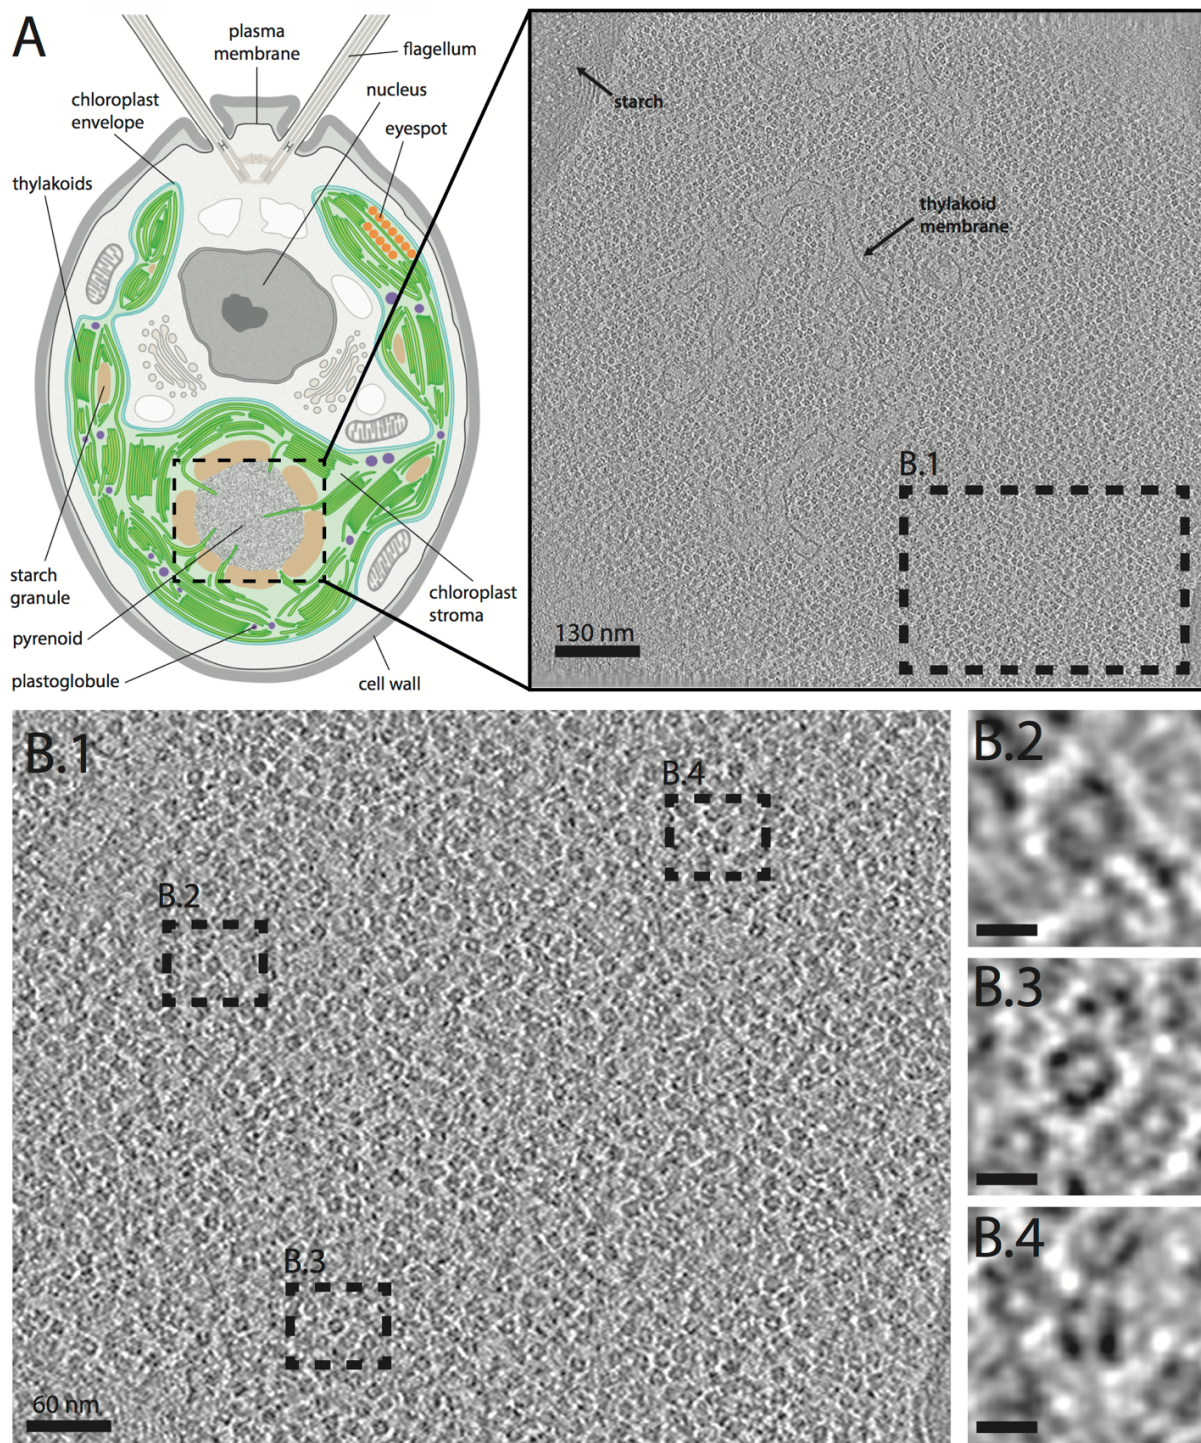 A
plasma
membrane
flagellum
nucleus
chloroplast
envelope
eyespot
thylakoids
starch
granule
pyrenoid
plastoglobule
chloroplast
stroma
cell wall
starch
thylakoid
membrane
B.1
130 nm
B.1
B.4
B.2
B.3
60 nm
B.2
B.3
B.4